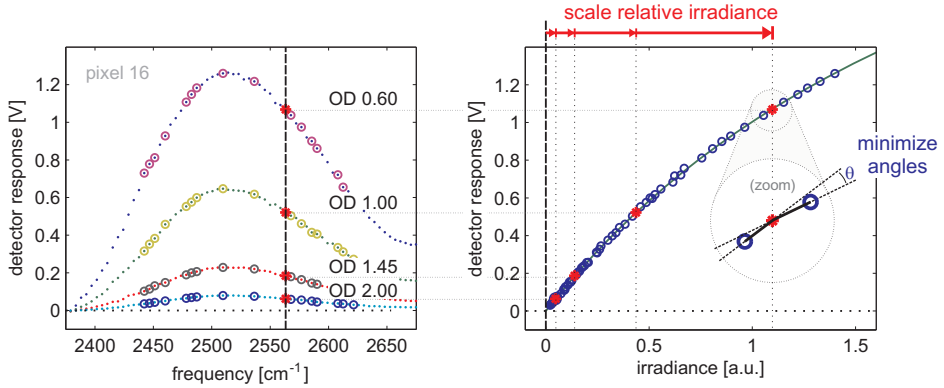 scale relative irradiance
pixel 16
OD 0.60
OD 1.00
OD 1.45
OD 2.00
detector response [V]
1.2
1
0.8
0.6
0.4
0.2
0
2400 2450 2500 2550 2600 2650
frequency [cm-1]
detector response [V]
1.2
1
0.8
0.6
0.4
0.2
0
minimize
angles
θ
(zoom)
0 0.5 1 1.5
irradiance [a.u.]